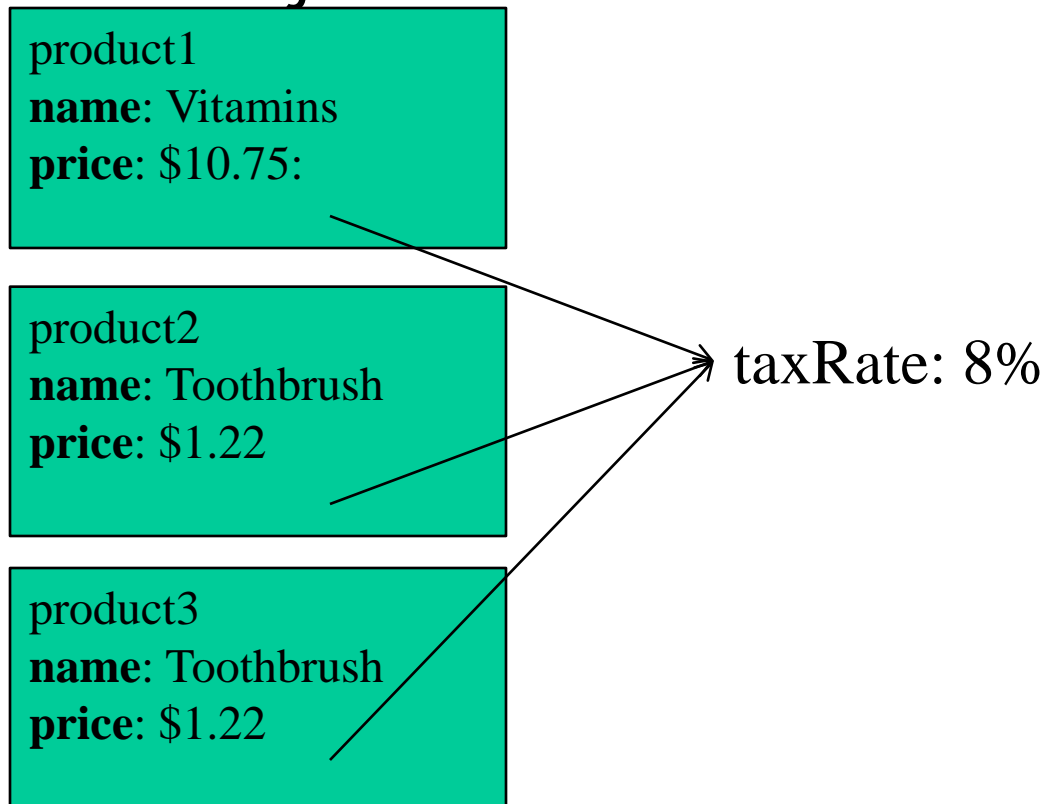 product1
name: Vitamins
price: $10.75:
product2
name: Toothbrush
price: $1.22
taxRate: 8%
product3
name: Toothbrush
price: $1.22